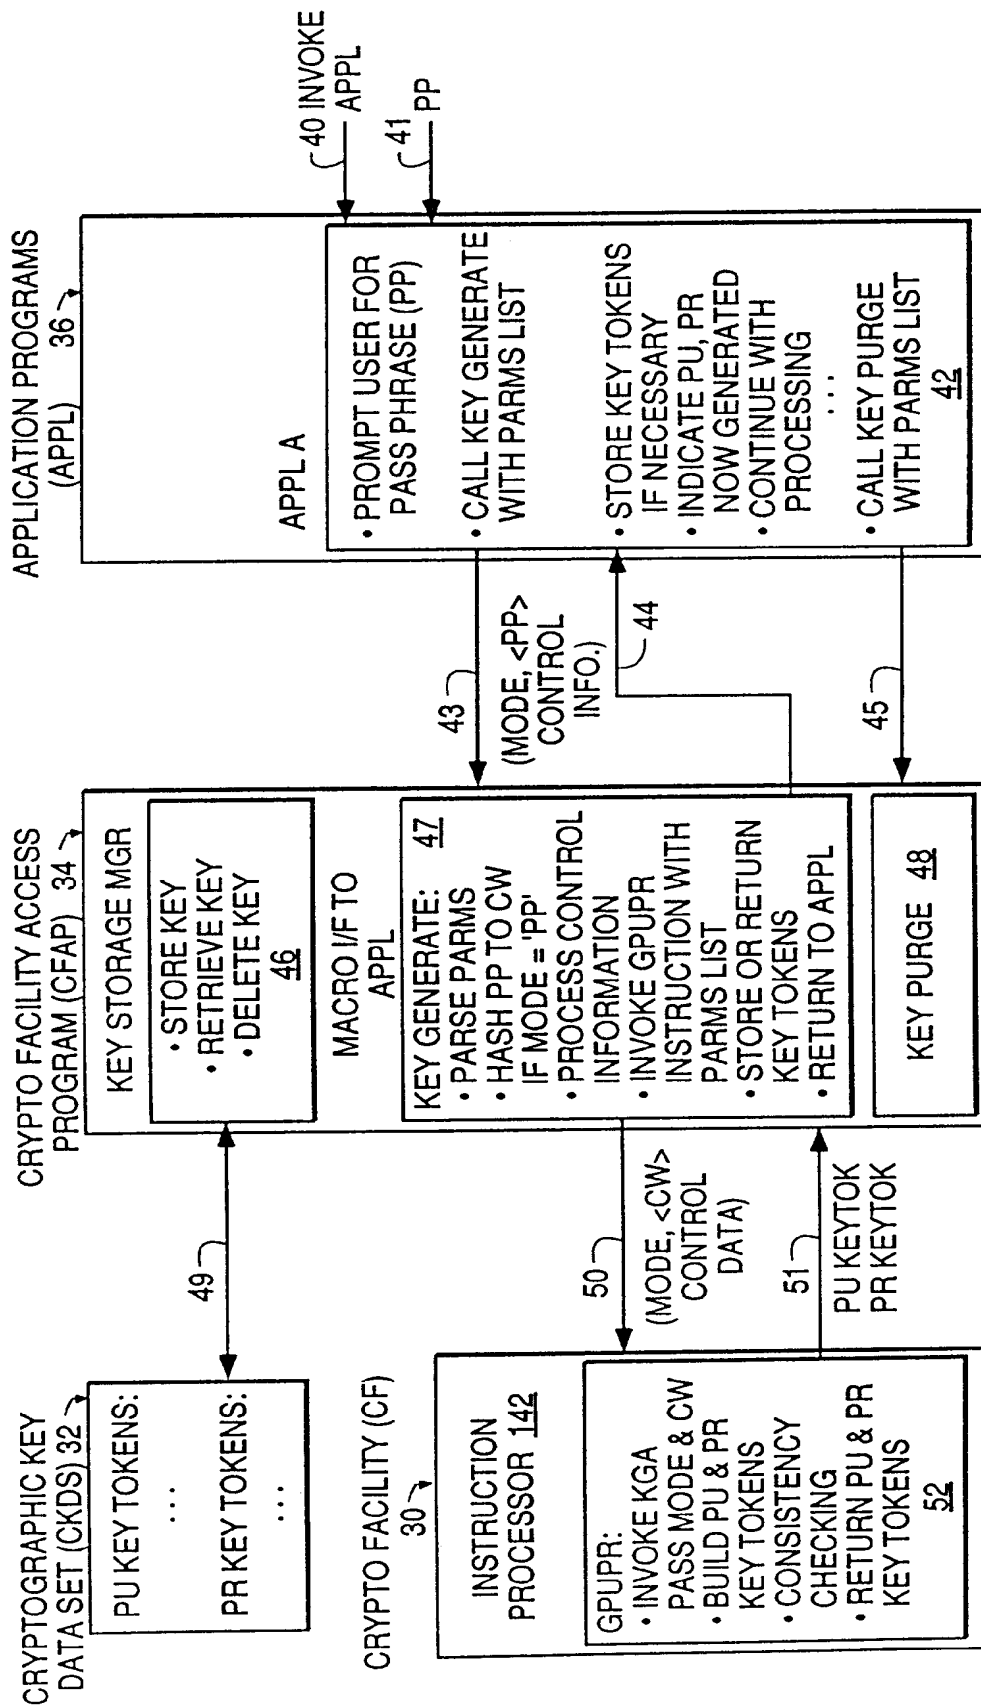 CRYPTOGRAPHIC KEY
DATA SET (CKDS) 32
PU KEY TOKENS:
...
PR KEY TOKENS:
...
49
CRYPTO FACILITY (CF)
30
INSTRUCTION
PROCESSOR 142
GPUPR:
• INVOKE KGA
PASS MODE & CW
• BUILD PU & PR
KEY TOKENS
• CONSISTENCY
CHECKING
• RETURN PU & PR
KEY TOKENS
52
50
(MODE, <CW>
CONTROL
DATA)
51
PU KEYTOK
PR KEYTOK
CRYPTO FACILITY ACCESS
PROGRAM (CFAP) 34
KEY STORAGE MGR
• STORE KEY
• RETRIEVE KEY
• DELETE KEY
46
MACRO I/F TO
APPL
KEY GENERATE: 47
• PARSE PARMS
• HASH PP TO CW
IF MODE = 'PP'
• PROCESS CONTROL
INFORMATION
• INVOKE GPUPR
INSTRUCTION WITH
PARMS LIST
• STORE OR RETURN
KEY TOKENS
• RETURN TO APPL
KEY PURGE 48
43
(MODE, <PP>
CONTROL
INFO.)
44
45
APPLICATION PROGRAMS
(APPL) 36
APPL A
• PROMPT USER FOR
PASS PHRASE (PP)
• CALL KEY GENERATE
WITH PARMS LIST
• STORE KEY TOKENS
IF NECESSARY
• INDICATE PU, PR
NOW GENERATED
• CONTINUE WITH
PROCESSING
...
• CALL KEY PURGE
WITH PARMS LIST
42
40 INVOKE
APPL
41
PP